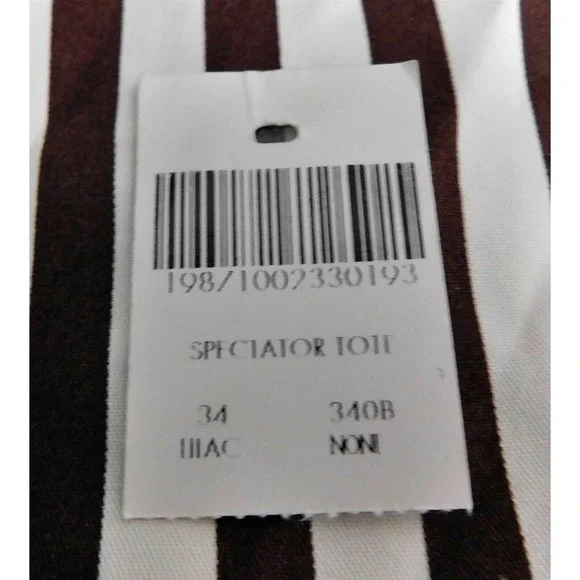 198/1002330193
SPECTATOR TOTE
34 340B
LILAC NONE